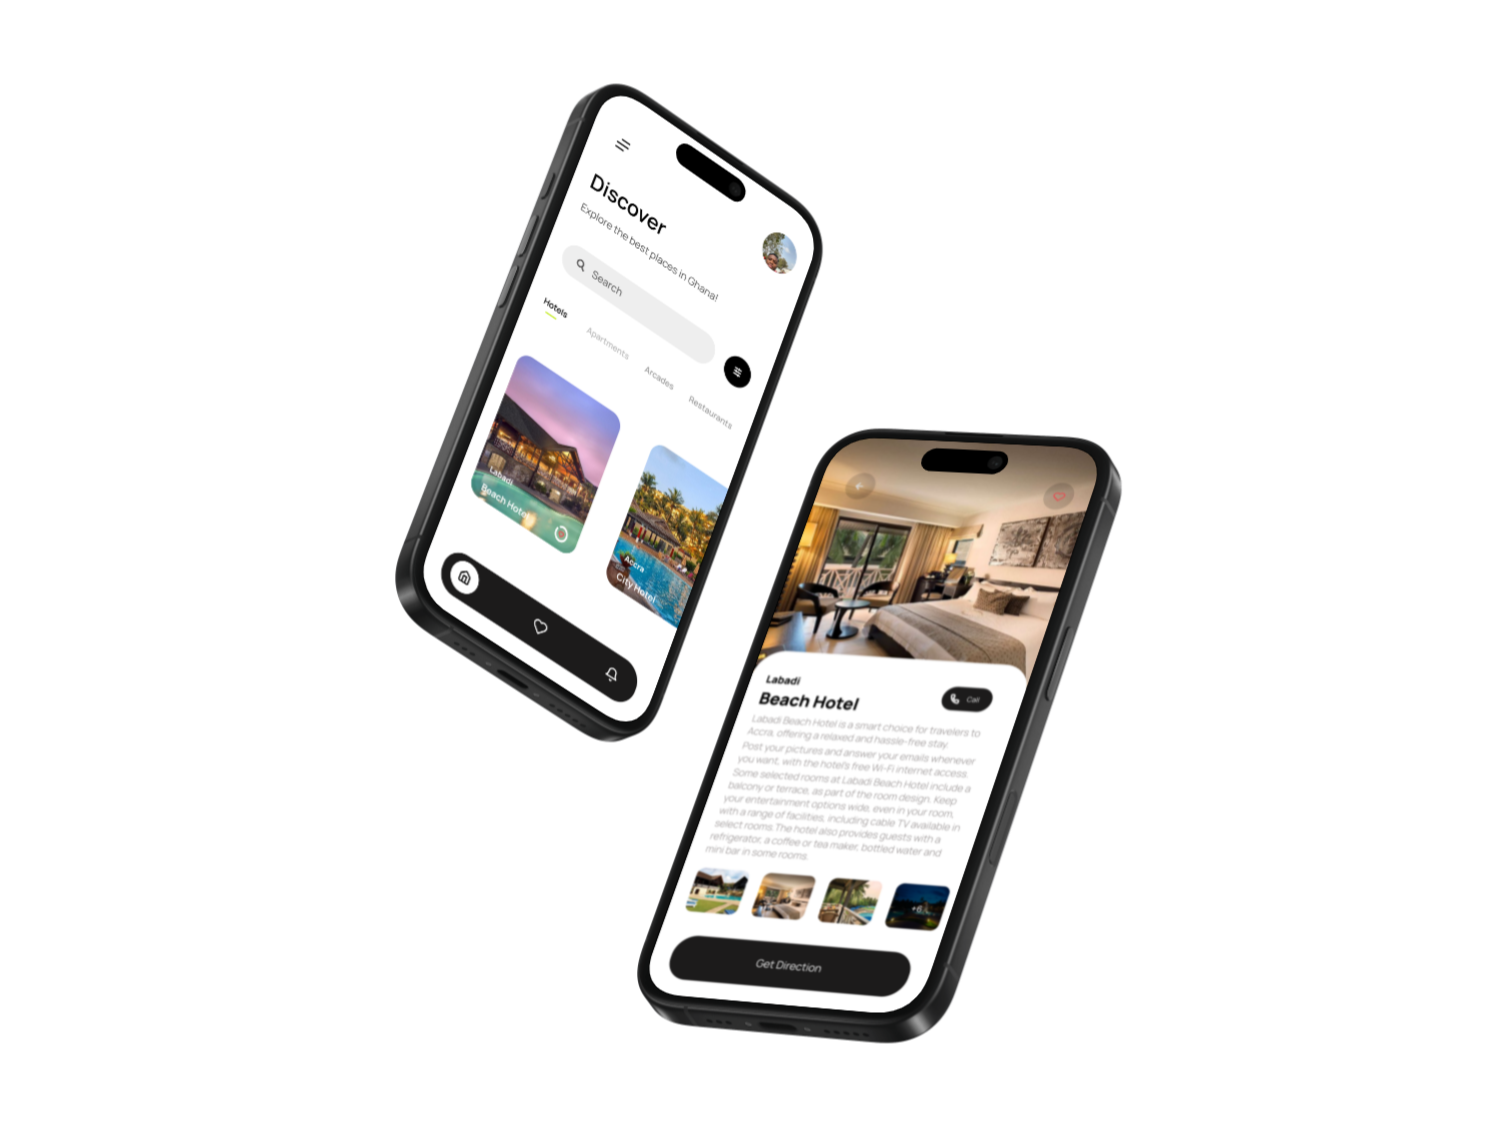 Discover
Explore the best places in Ghana!
Search
Hotels
Apartments
Arcades
Restaurants
Labadi
Beach Hotel
Accra
City Hotel
Labadi
Beach Hotel
Call
Labadi Beach Hotel is a smart choice for travelers to
Accra, offering a relaxed and hassle-free stay.
Post your pictures and answer your emails whenever
you want, with the hotel's free Wi-Fi internet access.
Some selected rooms at Labadi Beach Hotel include a
balcony or terrace, as part of the room design. Keep
your entertainment options wide, even in your room,
with a range of facilities, including cable TV available in
select rooms.The hotel also provides guests with a
refrigerator, a coffee or tea maker, bottled water and
mini bar in some rooms.
Get Direction